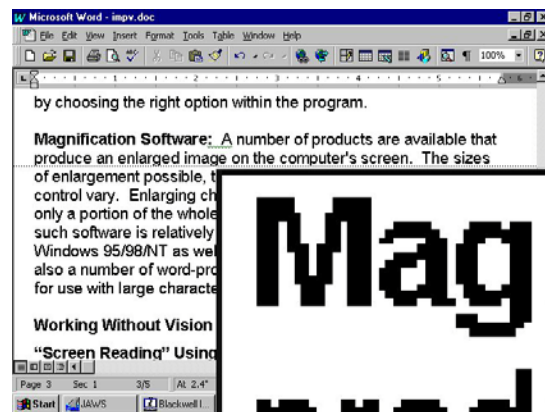 Microsoft Word - impv.doc
File Edit View Insert Format Tools Table Window Help
100%
by choosing the right option within the program.
Magnification Software: A number of products are available that
produce an enlarged image on the computer's screen. The sizes
of enlargement possible, t
control vary. Enlarging ch
only a portion of the whole
such software is relatively
Windows 95/98/NT as wel
also a number of word-pro
for use with large characte
Working Without Vision
"Screen Reading" Using
Mag
Page 3 Sec 1 3/5 At 2.4"
Start JAWS Blackwell I...